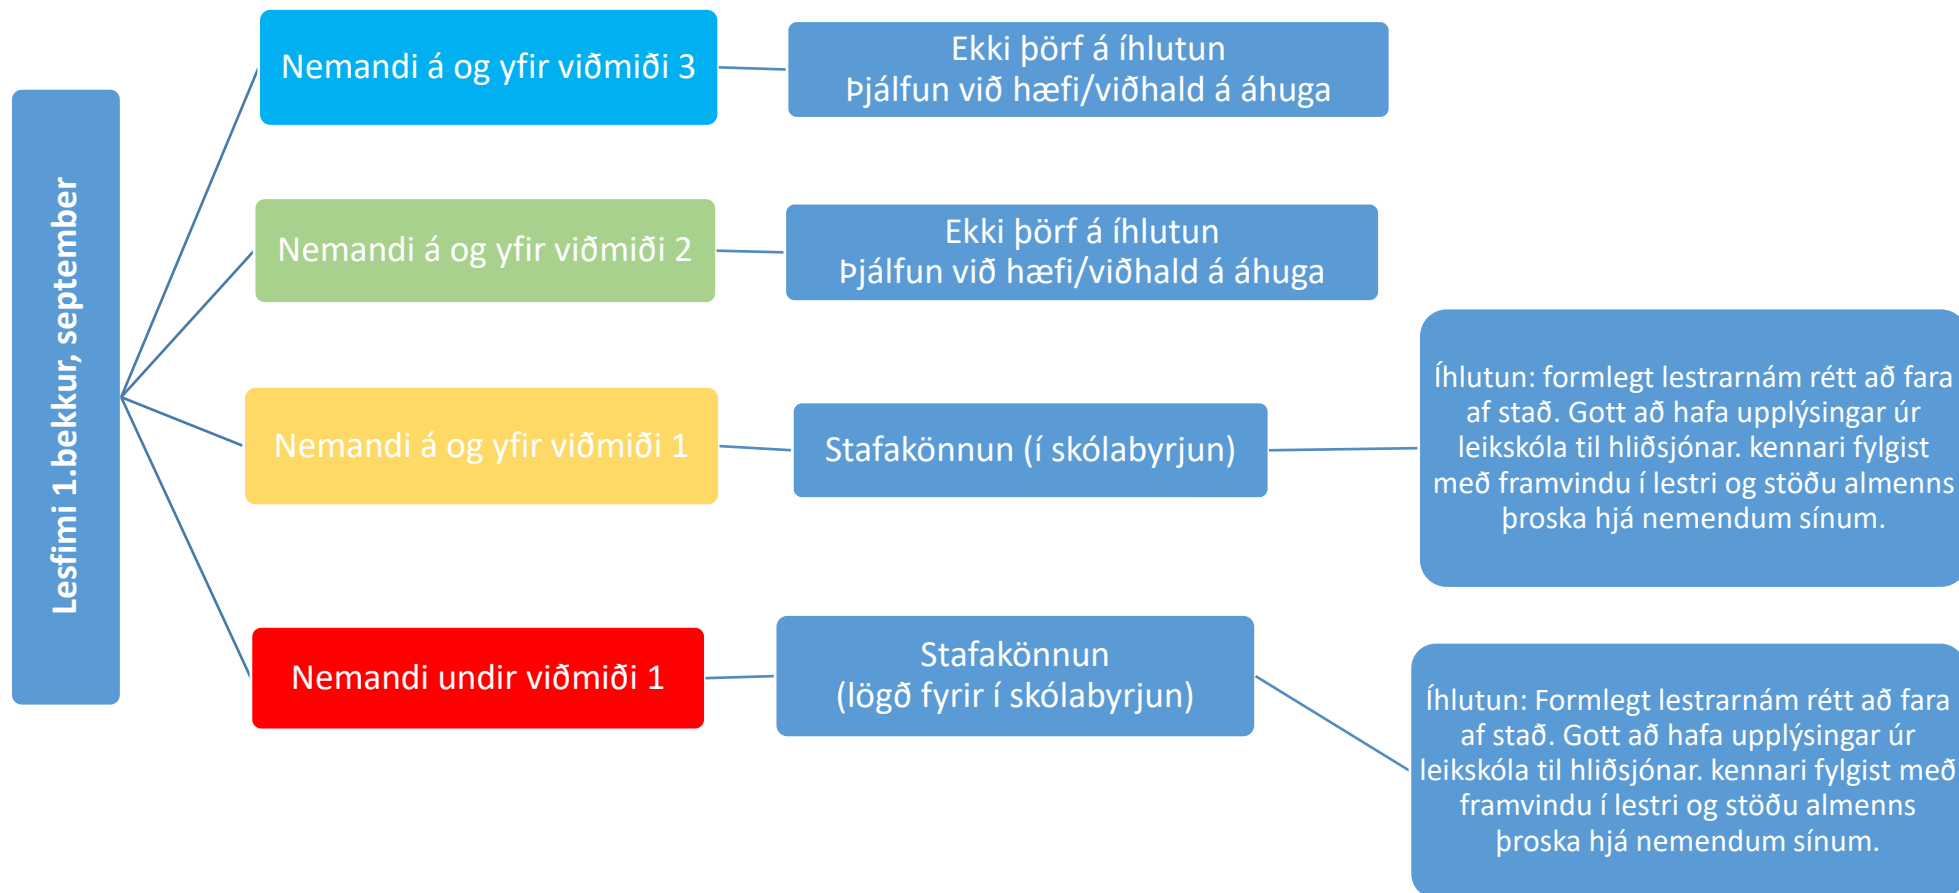 Lesfimi 1.bekkur, september
Nemandi á og yfir viðmiði 3
Ekki þörf á íhlutun
Þjálfun við hæfi/viðhald á áhuga
Nemandi á og yfir viðmiði 2
Ekki þörf á íhlutun
Þjálfun við hæfi/viðhald á áhuga
Nemandi á og yfir viðmiði 1
Stafakönnun (í skólabyrjun)
Íhlutun: formlegt lestrarnám rétt að fara
af stað. Gott að hafa upplýsingar úr
leikskóla til hliðsjónar. kennari fylgist
með framvindu í lestri og stöðu almenns
þroska hjá nemendum sínum.
Nemandi undir viðmiði 1
Stafakönnun
(lögð fyrir í skólabyrjun)
Íhlutun: Formlegt lestrarnám rétt að fara
af stað. Gott að hafa upplýsingar úr
leikskóla til hliðsjónar. kennari fylgist með
framvindu í lestri og stöðu almenns
þroska hjá nemendum sínum.